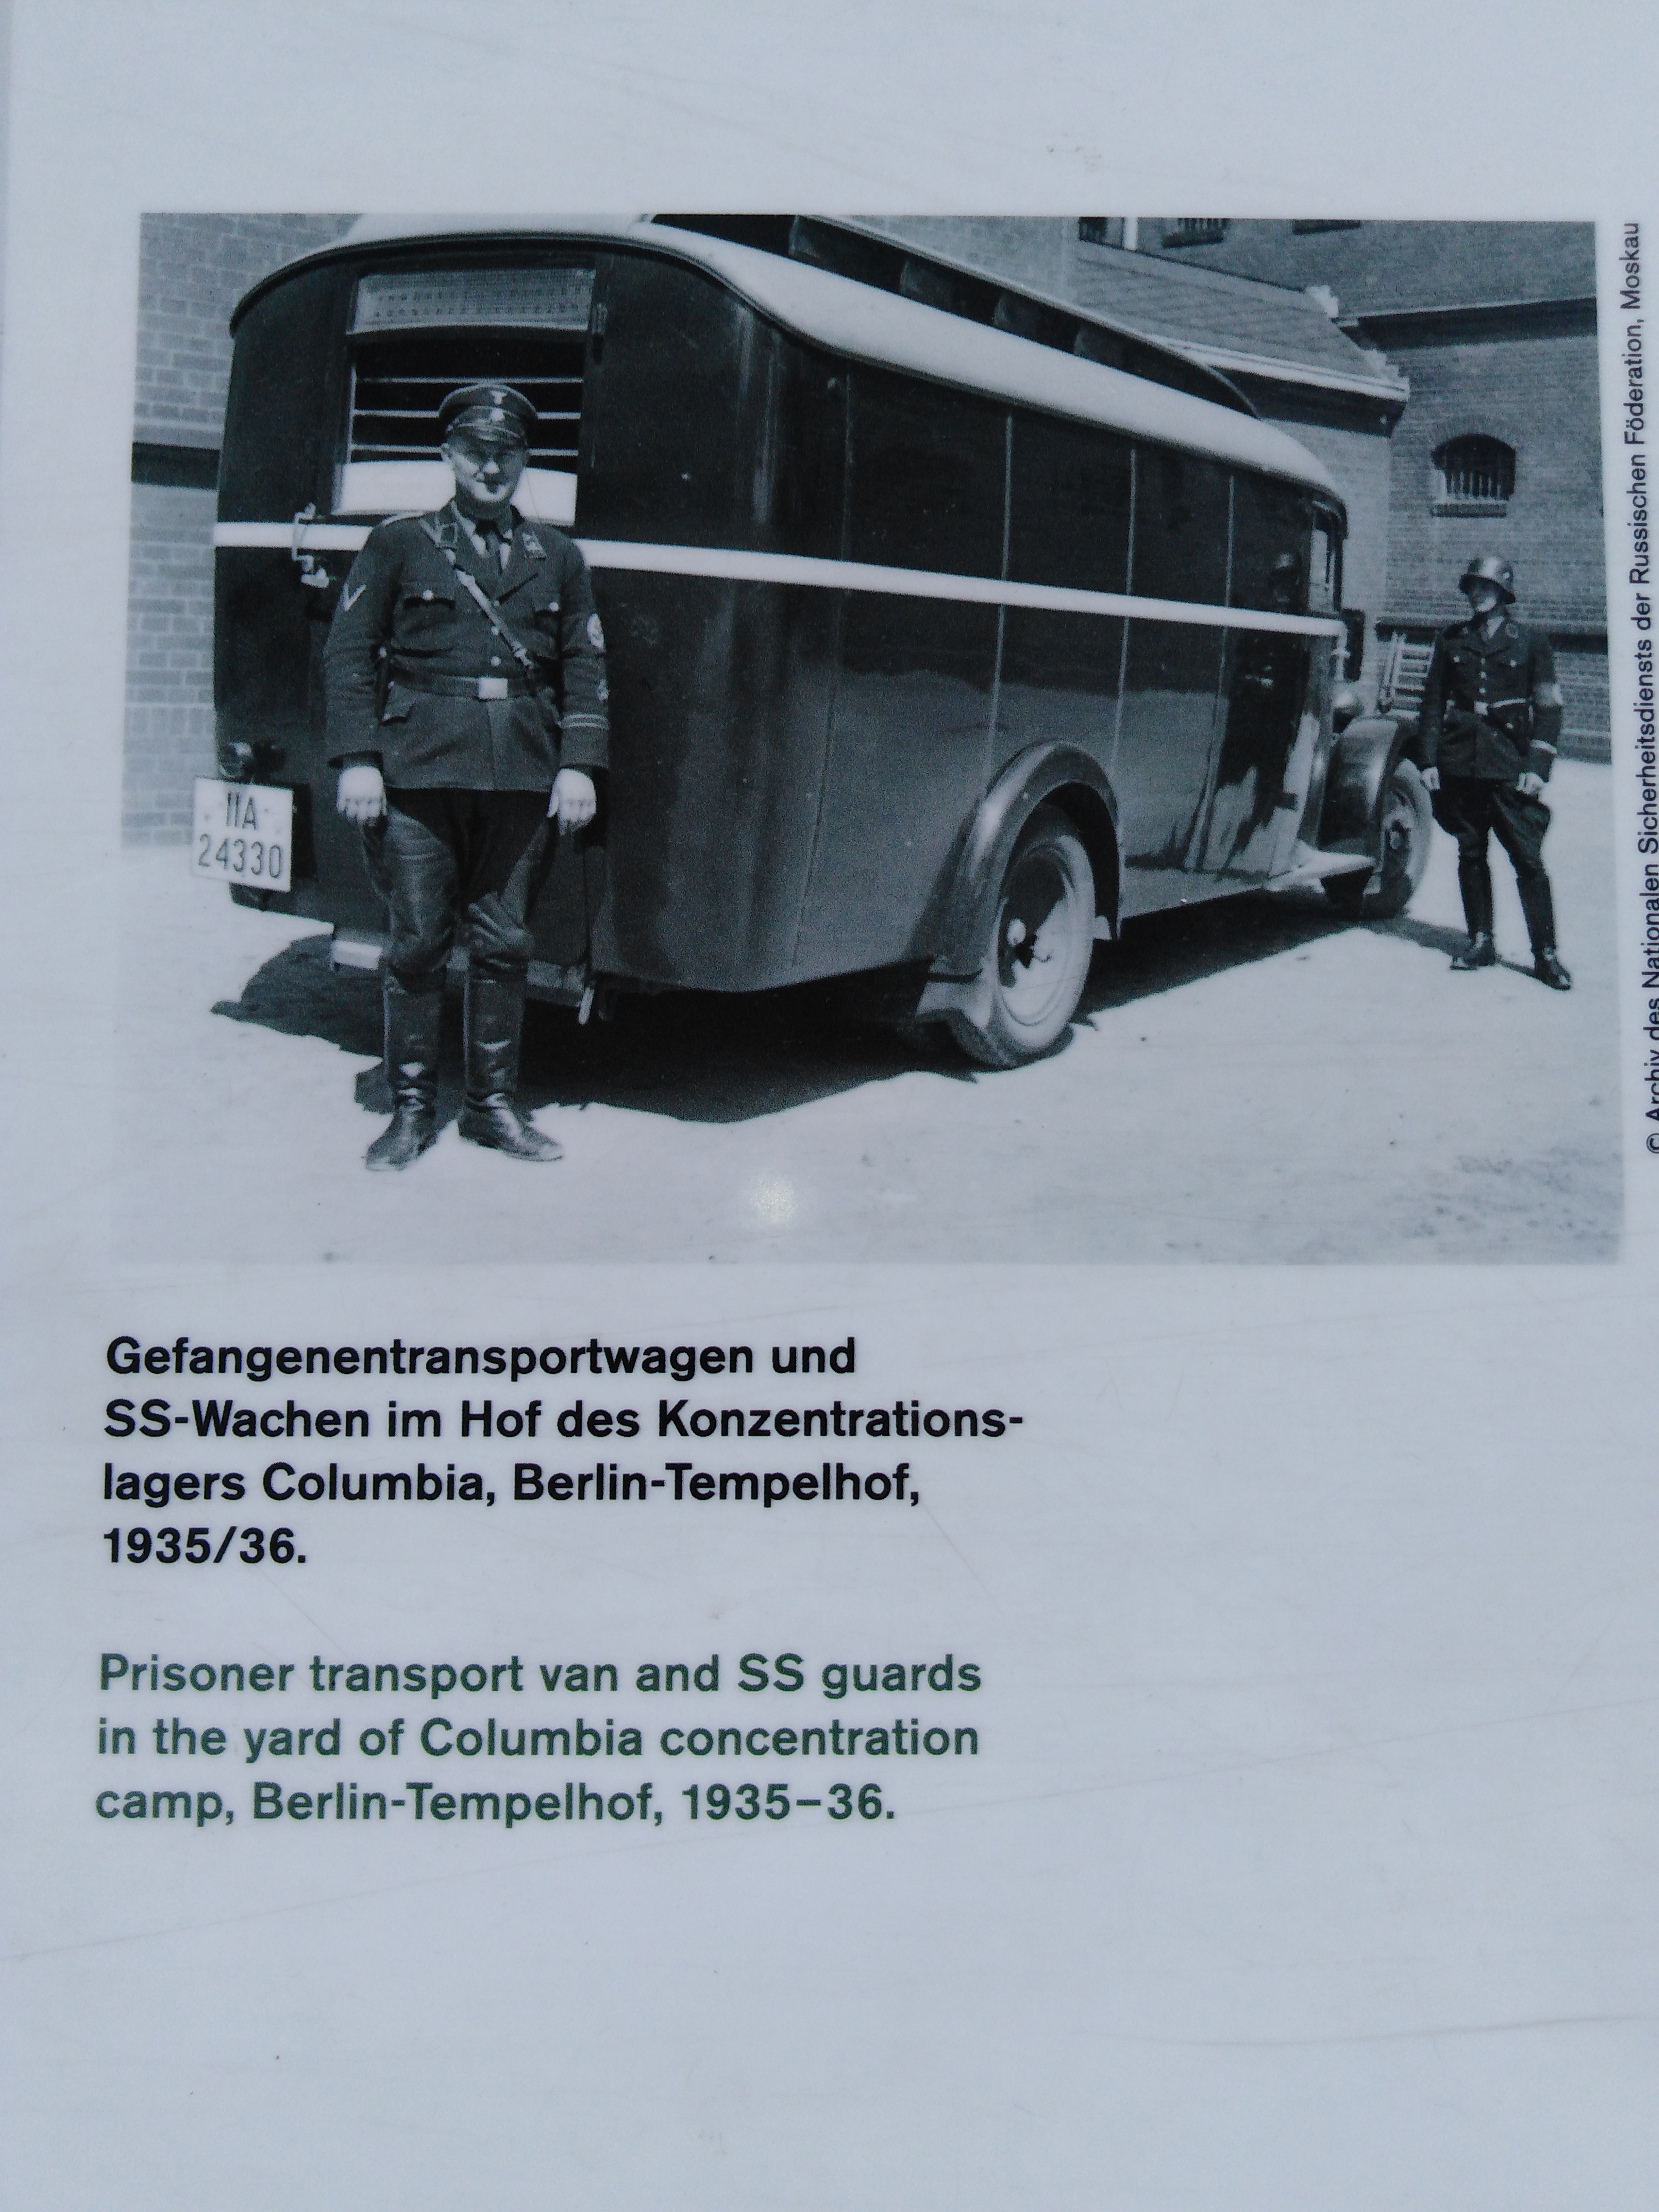 IIA
24330
© Archiv des Nationalen Sicherheitsdiensts der Russischen Föderation, Moskau
Gefangenentransportwagen und
SS-Wachen im Hof des Konzentrations-
lagers Columbia, Berlin-Tempelhof,
1935/36.
Prisoner transport van and SS guards
in the yard of Columbia concentration
camp, Berlin-Tempelhof, 1935–36.